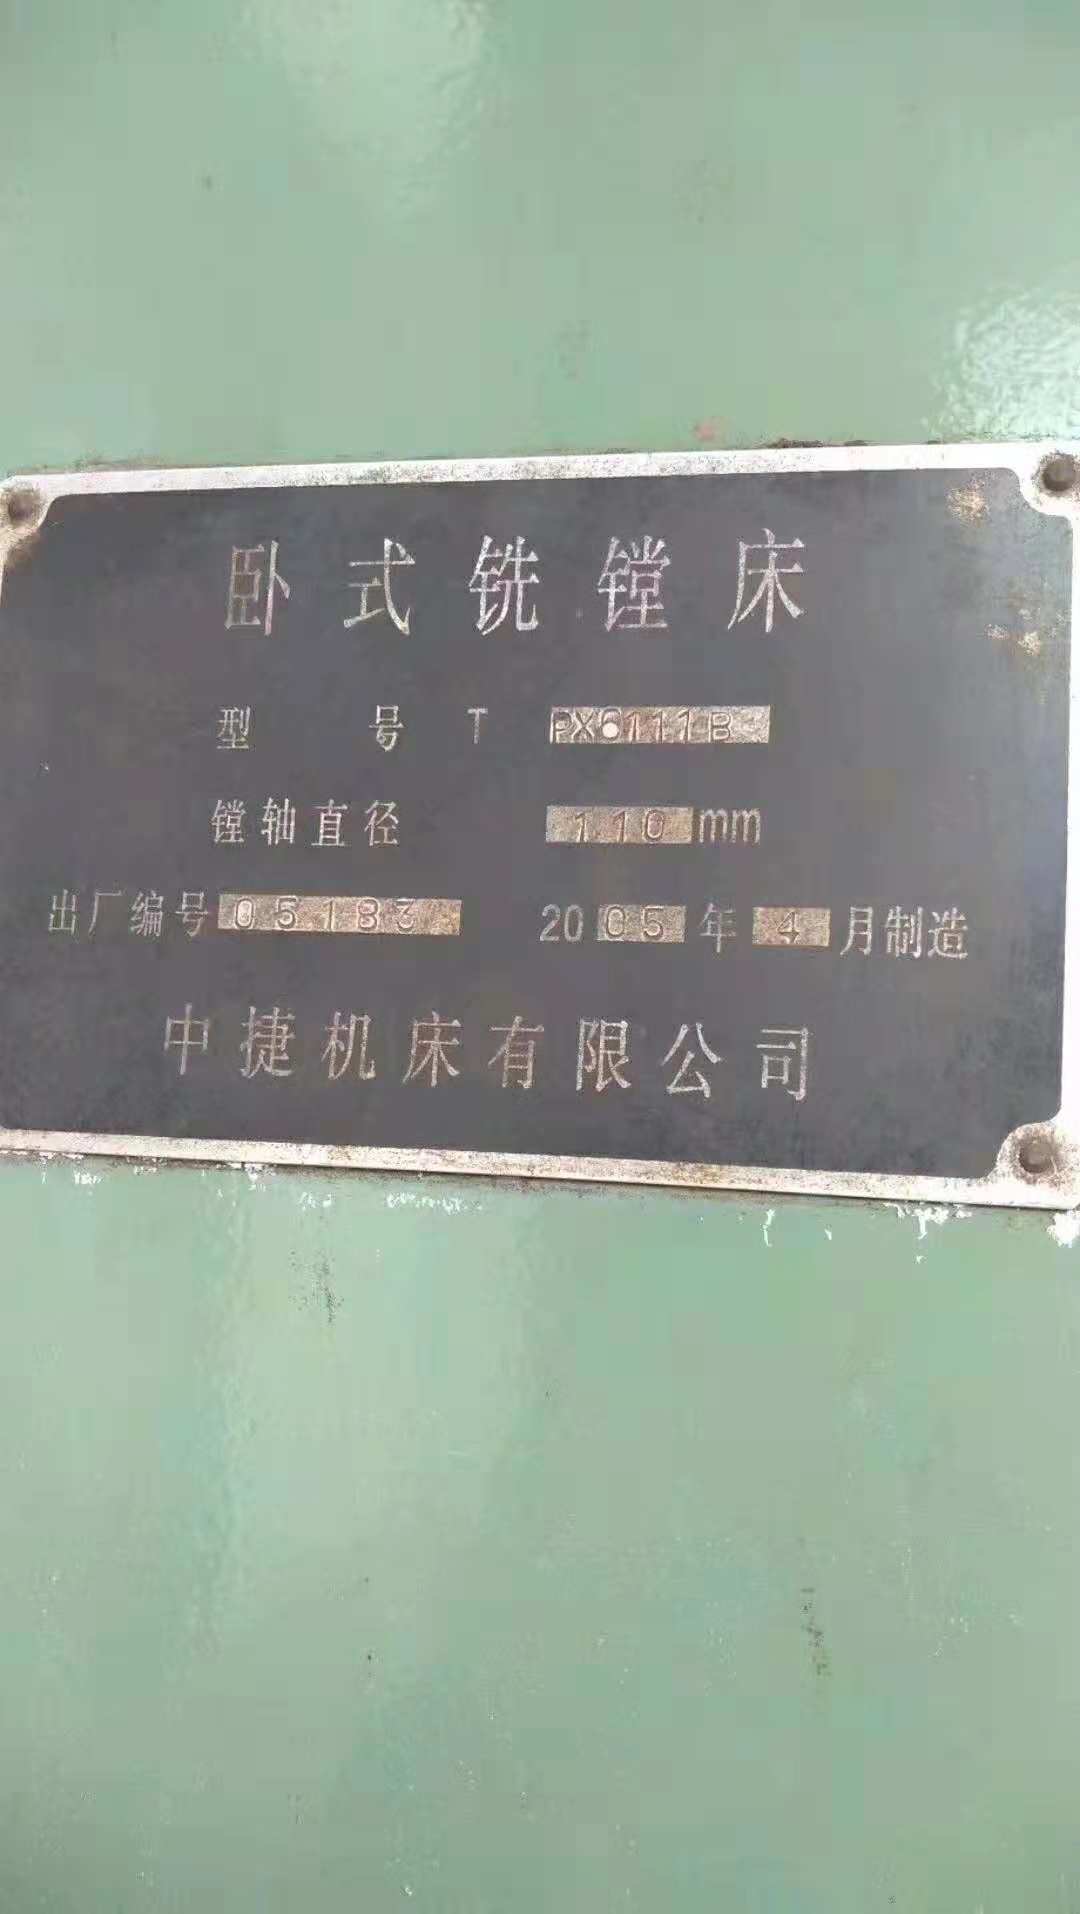 卧式铣镗床
型号 T PX6111B
镗轴直径 110 mm
出厂编号 05183 2005年4月制造
中捷机床有限公司